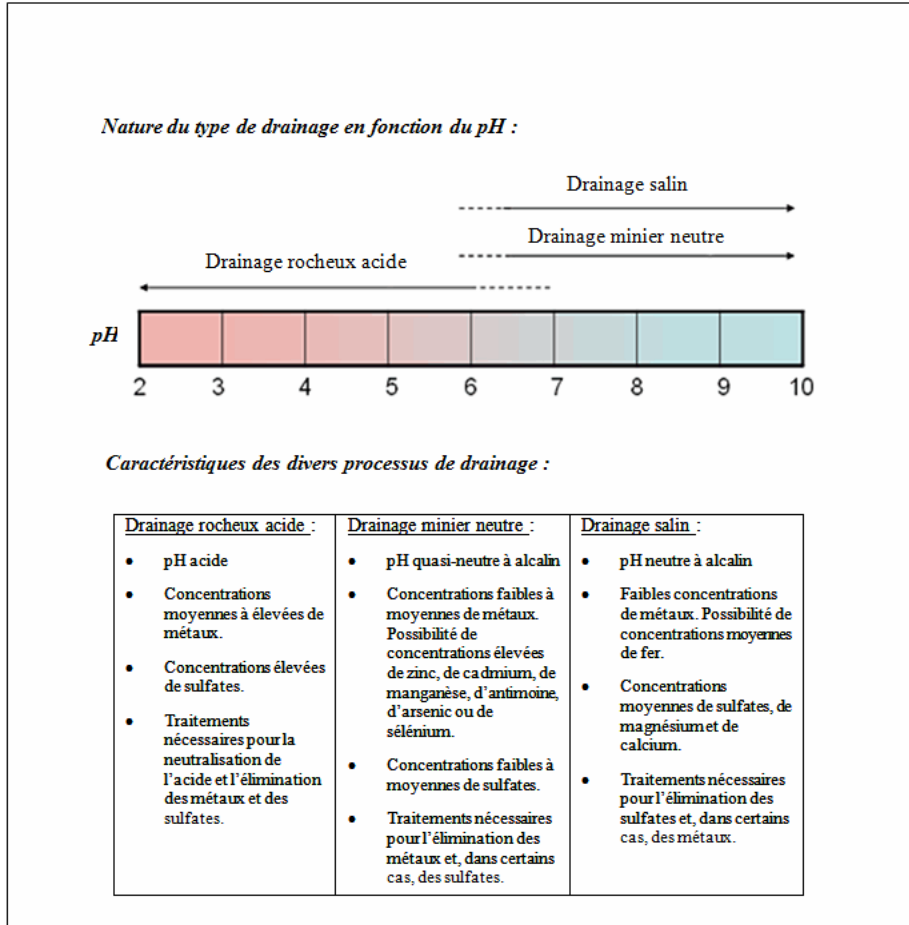 Nature du type de drainage en fonction du pH :
Drainage salin
Drainage minier neutre
Drainage rocheux acide
pH
2 3 4 5 6 7 8 9 10
Caractéristiques des divers processus de drainage :
Drainage rocheux acide :
• pH acide
• Concentrations
moyennes à élevées de
métaux.
• Concentrations élevées
de sulfates.
• Traitements
nécessaires pour la
neutralisation de
l'acide et l'élimination
des métaux et des
sulfates.
Drainage minier neutre :
• pH quasi-neutre à alcalin
• Concentrations faibles à
moyennes de métaux.
Possibilité de
concentrations élevées
de zinc, de cadmium, de
manganèse, d'antimoine,
d'arsenic ou de
sélénium.
• Concentrations faibles à
moyennes de sulfates.
• Traitements nécessaires
pour l'élimination des
métaux et, dans certains
cas, des sulfates.
Drainage salin :
• pH neutre à alcalin
• Faibles concentrations
de métaux. Possibilité de
concentrations moyennes
de fer.
• Concentrations
moyennes de sulfates, de
magnésium et de
calcium.
• Traitements nécessaires
pour l'élimination des
sulfates et, dans certains
cas, des métaux.